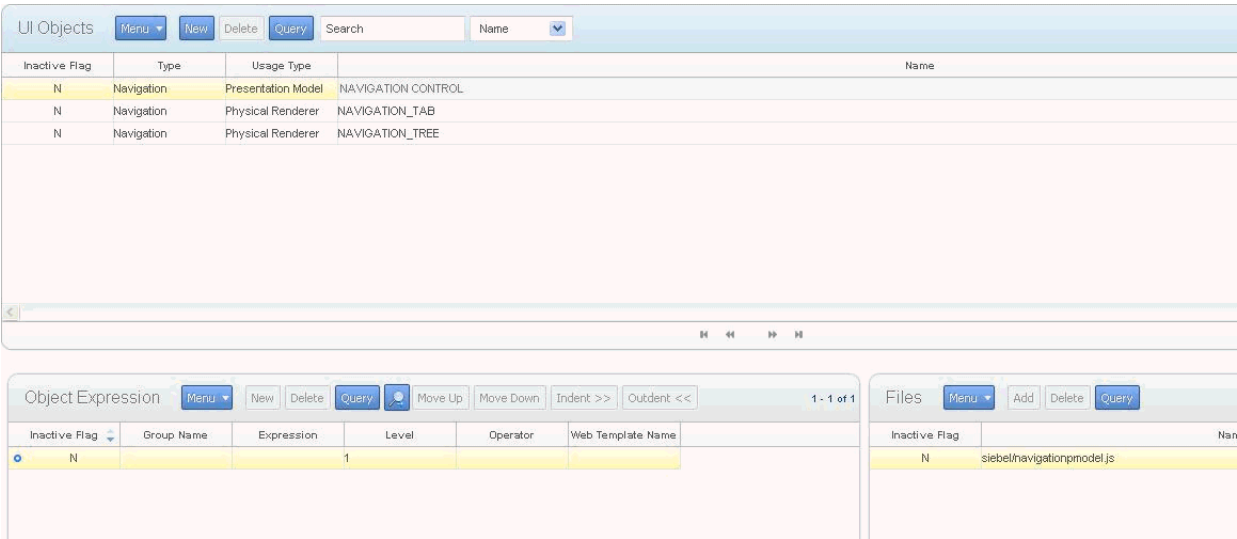 UI Objects Menu New Delete Query Search Name
Inactive Flag Type Usage Type Name
N Navigation Presentation Model NAVIGATION CONTROL
N Navigation Physical Renderer NAVIGATION_TAB
N Navigation Physical Renderer NAVIGATION_TREE
Object Expression Menu New Delete Query Move Up Move Down Indent >> Outdent << 1 - 1 of 1
Inactive Flag Group Name Expression Level Operator Web Template Name
N 1
Files Menu Add Delete Query
Inactive Flag Nam
N siebel/navigationpmodel.js